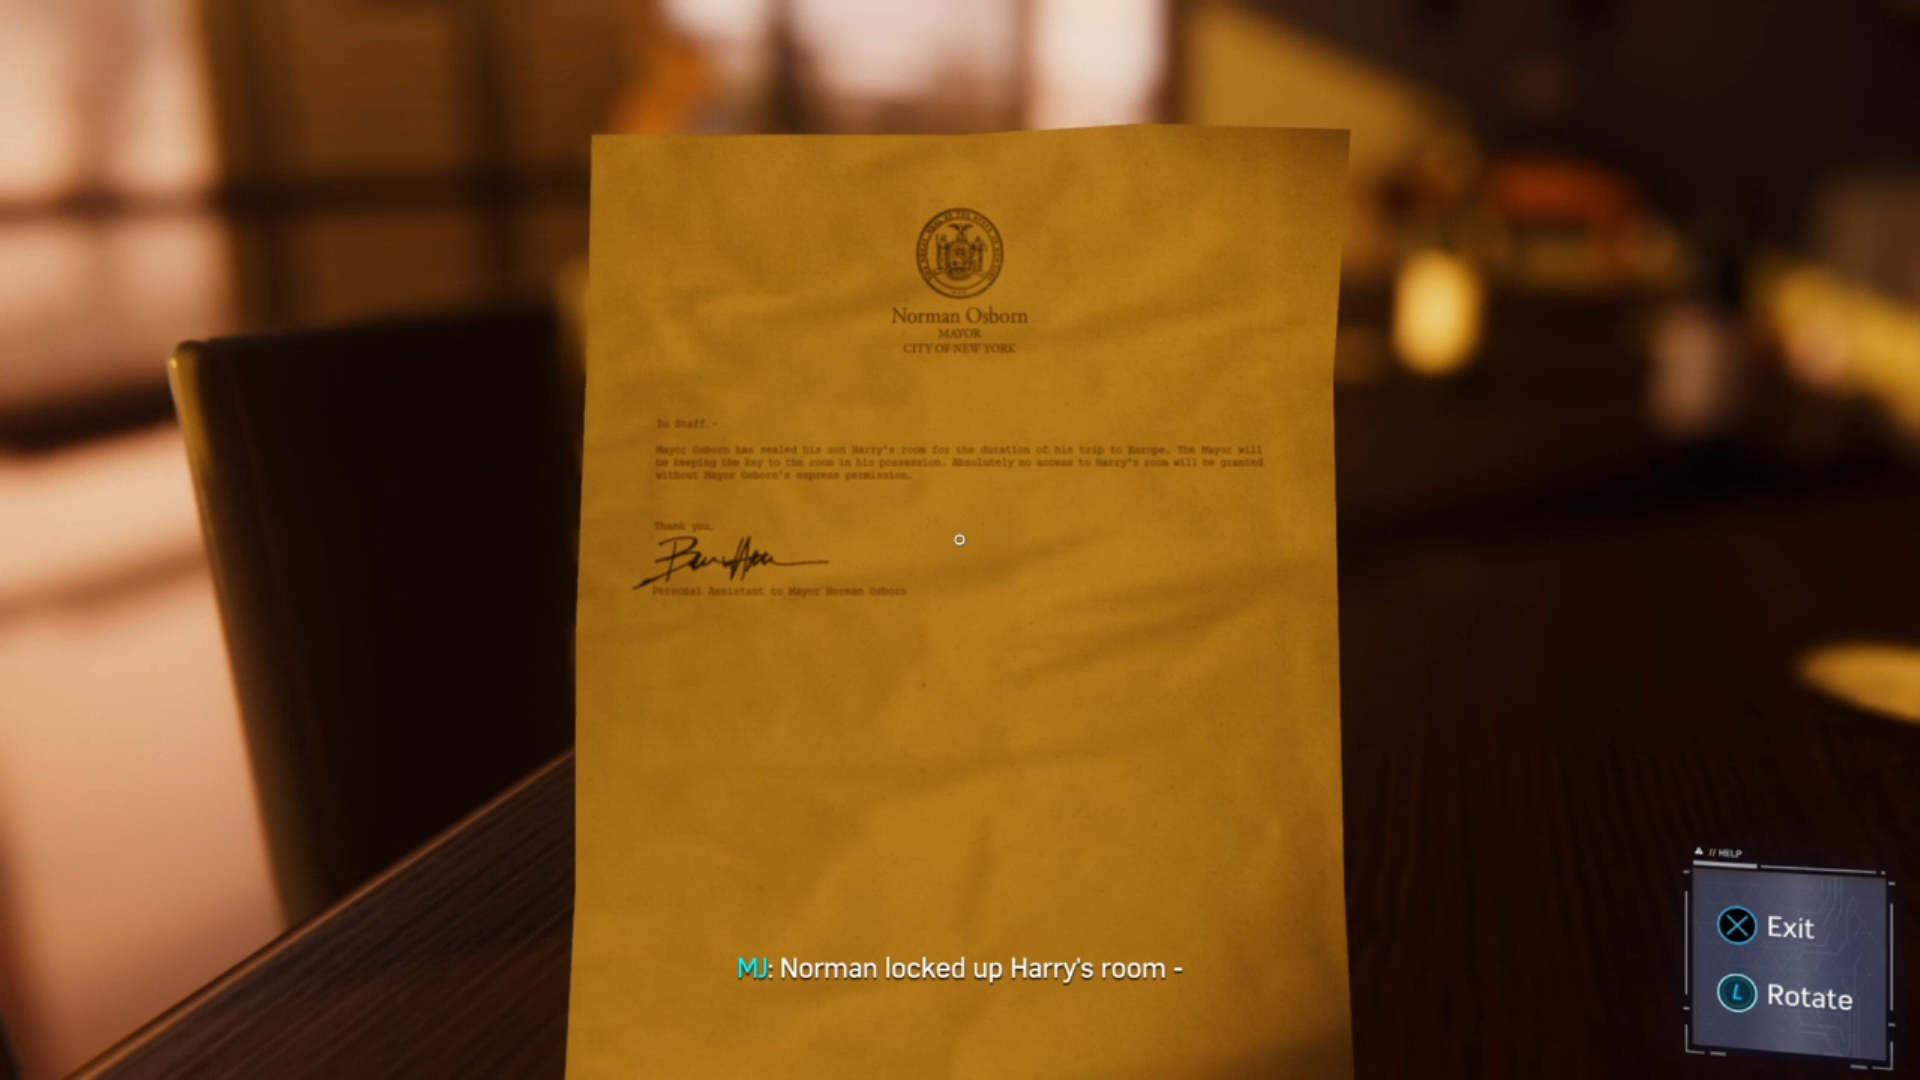 Norman Osborn
MAYOR
CITY OF NEW YORK
To Staff,-
Mayor Osborn has sealed his son Harry's room for the duration of his trip to Europe. The Mayor will
be keeping the key to the room in his possession. Absolutely no access to Harry's room will be granted
without Mayor Osborn's express permission.
Thank you,
Personal Assistant to Mayor Norman Osborn
MJ: Norman locked up Harry's room -
// HELP
Exit
L Rotate